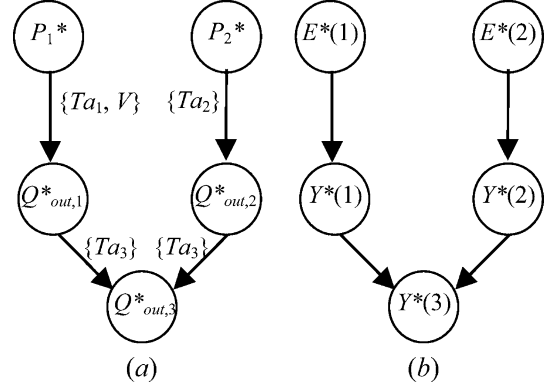 P₁* P₂* E*(1) E*(2)
{Ta₁, V} {Ta₂}
Q*ₒᵤₜ,₁ Q*ₒᵤₜ,₂ Y*(1) Y*(2)
{Ta₃} {Ta₃}
Q*ₒᵤₜ,₃ Y*(3)
(a) (b)